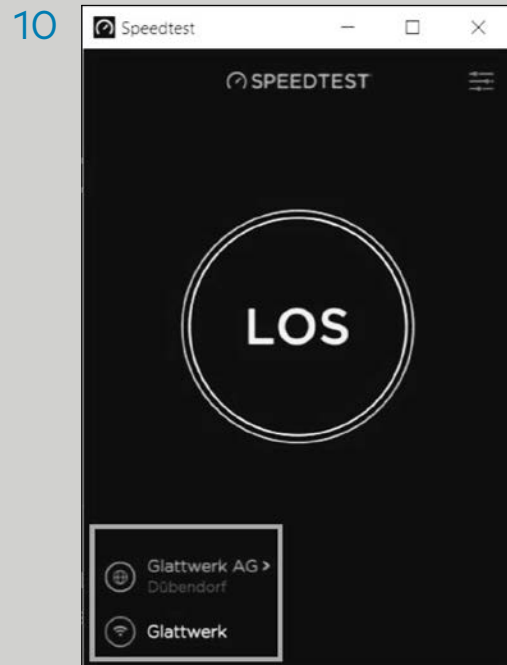 10
Speedtest
SPEEDTEST
LOS
Glattwerk AG >
Dübendorf
Glattwerk